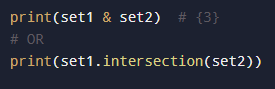 print(set1 & set2)  # {3}
# OR
print(set1.intersection(set2))